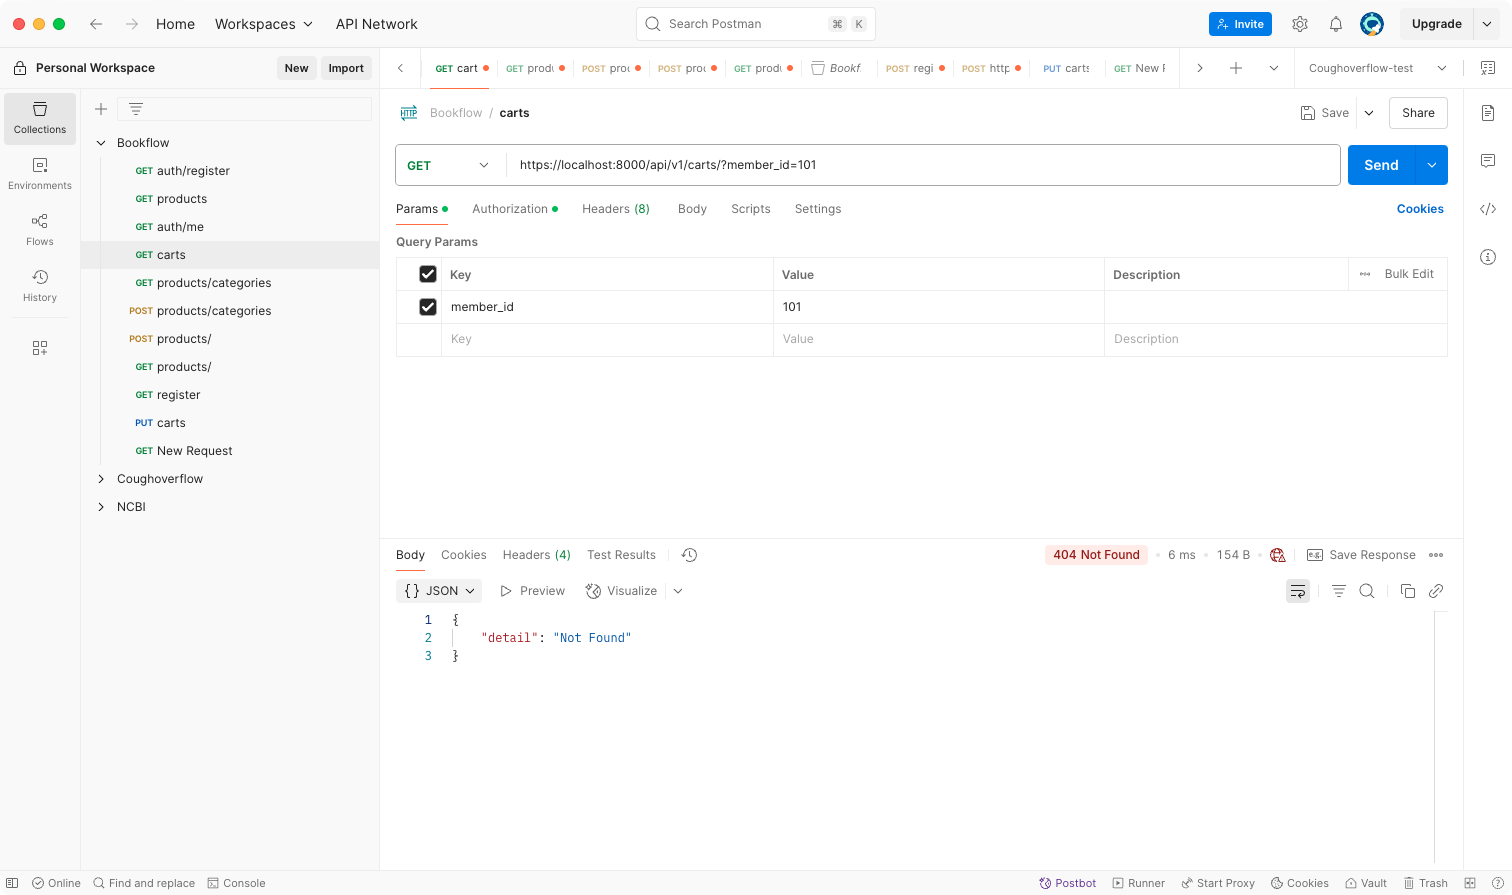 Home Workspaces API Network Search Postman ⌘ K Invite Upgrade
Personal Workspace New Import GET cart GET produ POST proc POST proc GET produ Bookf POST regi POST http PUT carts GET New F Coughoverflow-test
Collections
Environments
Flows
History
Bookflow
GET auth/register
GET products
GET auth/me
GET carts
GET products/categories
POST products/categories
POST products/
GET products/
GET register
PUT carts
GET New Request
Coughoverflow
NCBI
HTTP Bookflow / carts Save Share
GET https://localhost:8000/api/v1/carts/?member_id=101 Send
Params Authorization Headers (8) Body Scripts Settings Cookies
Query Params
Key Value Description Bulk Edit
member_id 101
Key Value Description
Body Cookies Headers (4) Test Results 404 Not Found 6 ms 154 B e.g. Save Response
{} JSON Preview Visualize
1 {
2 "detail": "Not Found"
3 }
Online Find and replace Console Postbot Runner Start Proxy Cookies Vault Trash